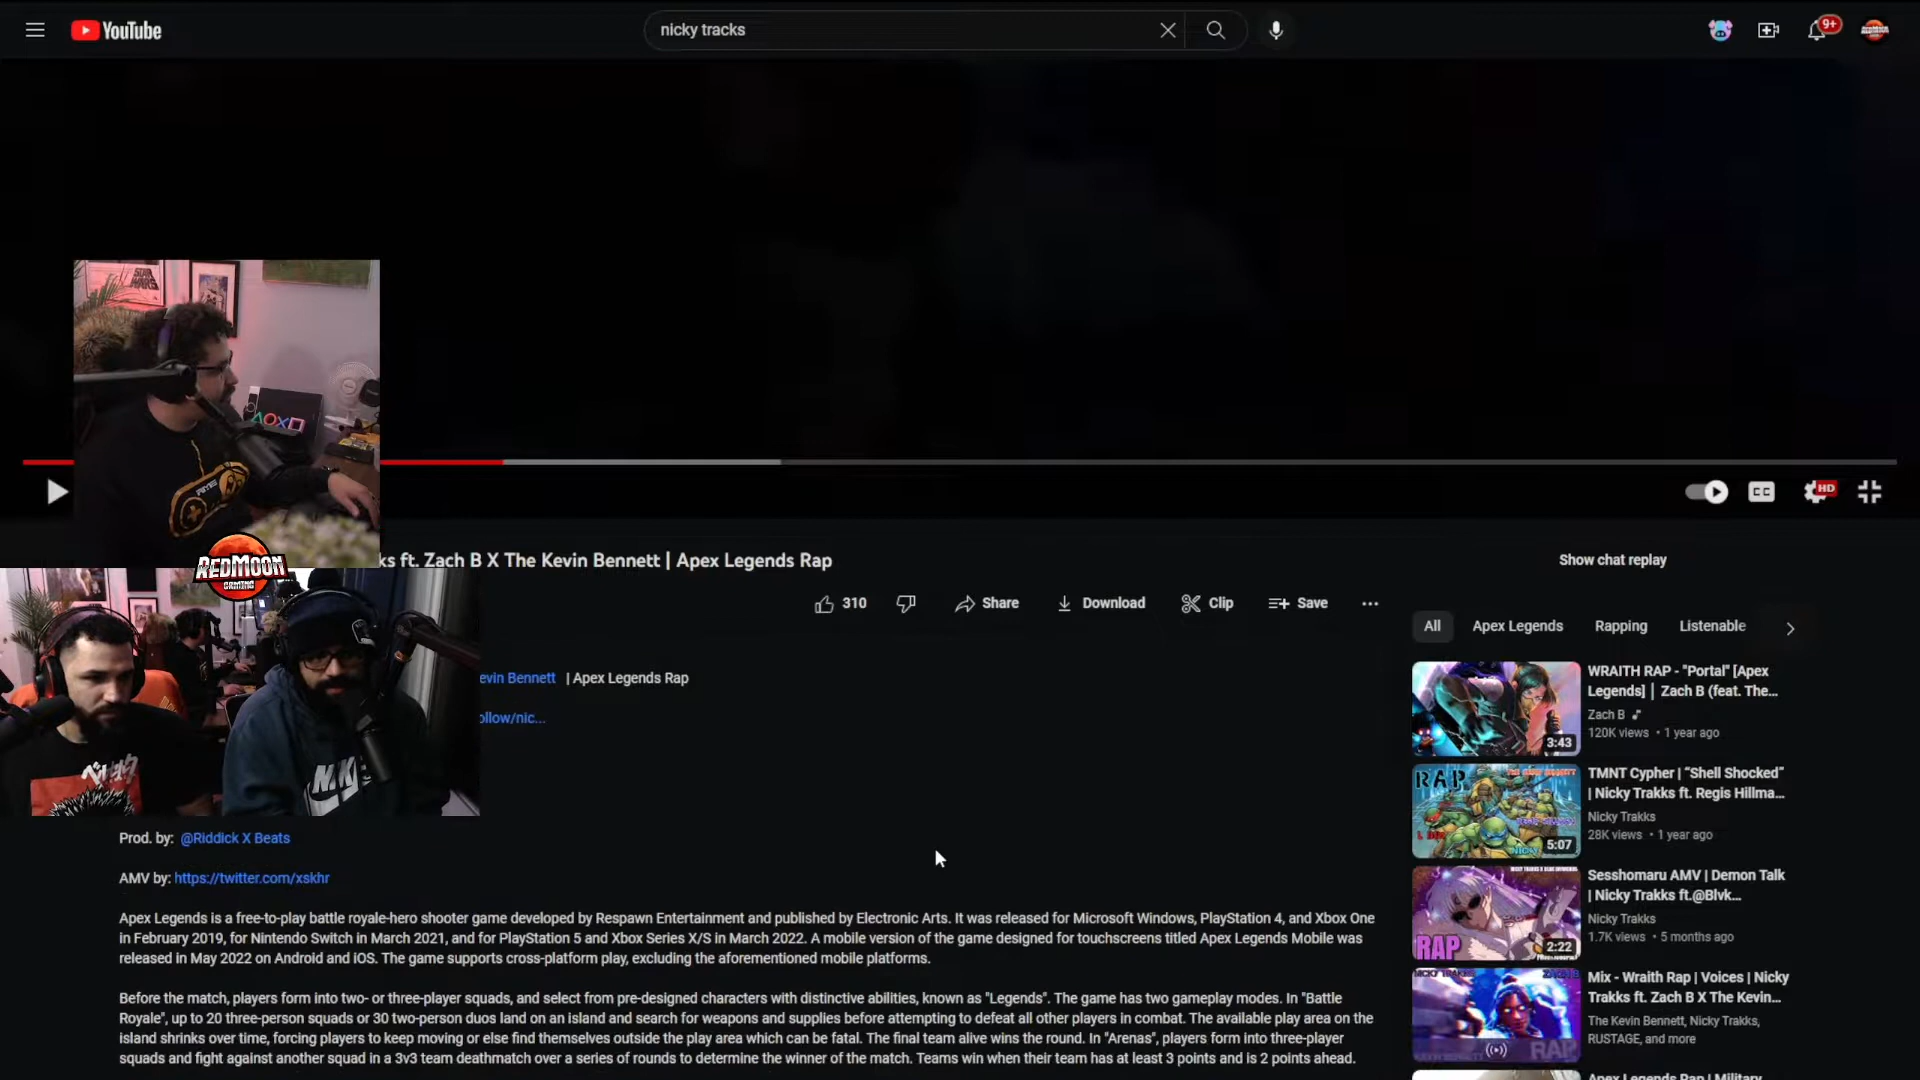 YouTube
nicky tracks
9+
STAR
WARS
HD
CC
REDMOON
GAMING
ks ft. Zach B X The Kevin Bennett | Apex Legends Rap
310
Share
Download
Clip
Save
evin Bennett | Apex Legends Rap
ollow/nic...
Prod. by: @Riddick X Beats
AMV by: https://twitter.com/xskhr
Apex Legends is a free-to-play battle royale-hero shooter game developed by Respawn Entertainment and published by Electronic Arts. It was released for Microsoft Windows, PlayStation 4, and Xbox One
in February 2019, for Nintendo Switch in March 2021, and for PlayStation 5 and Xbox Series X/S in March 2022. A mobile version of the game designed for touchscreens titled Apex Legends Mobile was
released in May 2022 on Android and iOS. The game supports cross-platform play, excluding the aforementioned mobile platforms.
Before the match, players form into two- or three-player squads, and select from pre-designed characters with distinctive abilities, known as "Legends". The game has two gameplay modes. In "Battle
Royale", up to 20 three-person squads or 30 two-person duos land on an island and search for weapons and supplies before attempting to defeat all other players in combat. The available play area on the
island shrinks over time, forcing players to keep moving or else find themselves outside the play area which can be fatal. The final team alive wins the round. In "Arenas", players form into three-player
squads and fight against another squad in a 3v3 team deathmatch over a series of rounds to determine the winner of the match. Teams win when their team has at least 3 points and is 2 points ahead.
Show chat replay
All
Apex Legends
Rapping
Listenable
WRAITH RAP - "Portal" [Apex
Legends] | Zach B (feat. The...
Zach B
120K views • 1 year ago
3:43
TMNT Cypher | “Shell Shocked”
| Nicky Trakks ft. Regis Hillma...
Nicky Trakks
28K views • 1 year ago
RAP
5:07
Sesshomaru AMV | Demon Talk
| Nicky Trakks ft.@Blvk...
Nicky Trakks
1.7K views • 5 months ago
RAP
2:22
Mix - Wraith Rap | Voices | Nicky
Trakks ft. Zach B X The Kevin...
The Kevin Bennett, Nicky Trakks,
RUSTAGE, and more
RAP
Apex Legends Rap | Military